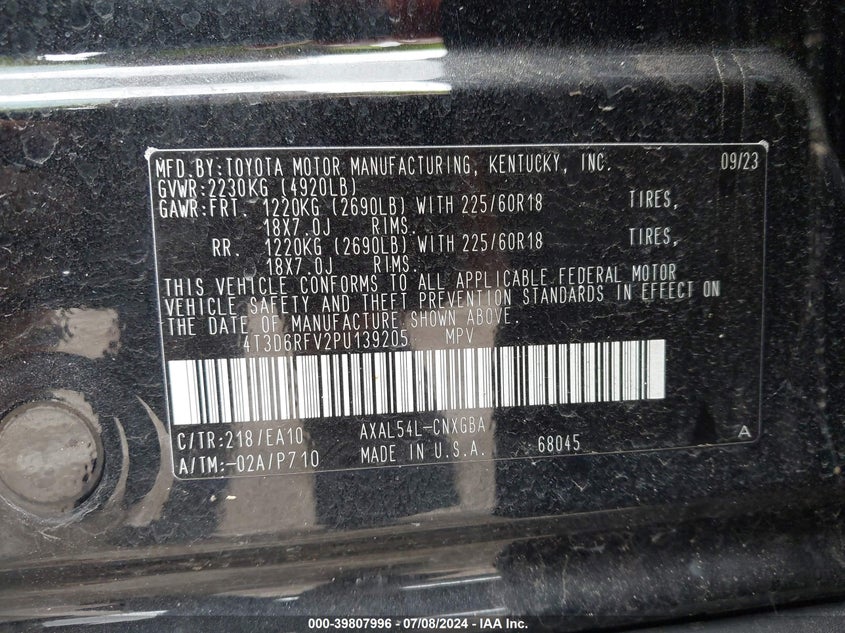 MFD.BY:TOYOTA MOTOR MANUFACTURING, KENTUCKY, INC. 09/23
GVWR:2230KG (4920LB)
GAWR:FRT. 1220KG (2690LB) WITH 225/60R18 TIRES,
18X7.0J RIMS.
RR. 1220KG (2690LB) WITH 225/60R18 TIRES,
18X7.0J RIMS.
THIS VEHICLE CONFORMS TO ALL APPLICABLE FEDERAL MOTOR
VEHICLE SAFETY AND THEFT PREVENTION STANDARDS IN EFFECT ON
THE DATE OF MANUFACTURE SHOWN ABOVE.
4T3D6RFV2PU139205 MPV
C/TR:218/EA10 AXAL54L-CNXGBA A
A/TM:-02A/P710 MADE IN U.S.A. 68045
000-39807996 | 07/08/2024 - IAA Inc.